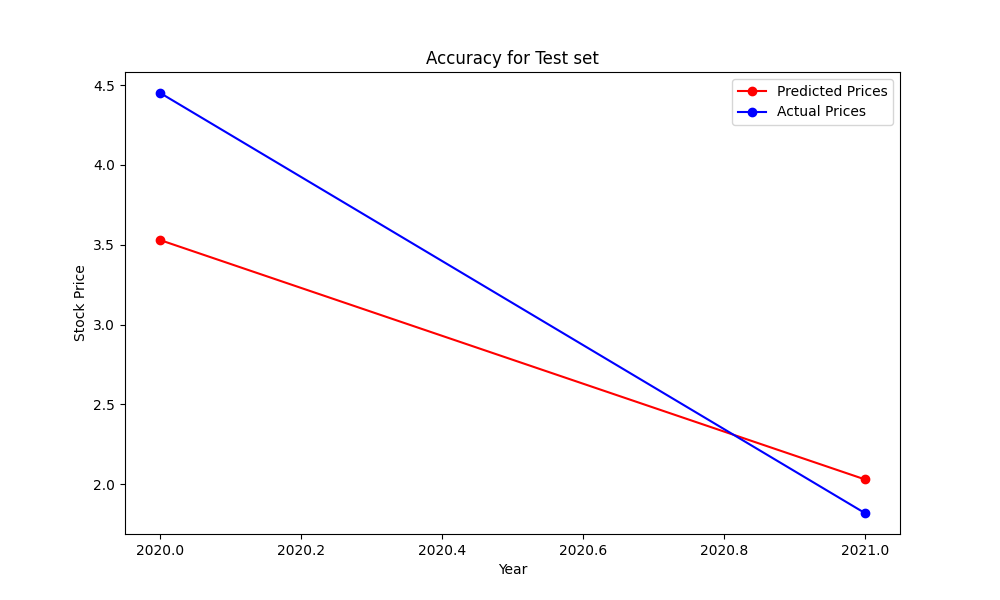 Accuracy for Test set
Predicted Prices
Actual Prices
Stock Price
4.5
4.0
3.5
3.0
2.5
2.0
2020.0 2020.2 2020.4 2020.6 2020.8 2021.0
Year